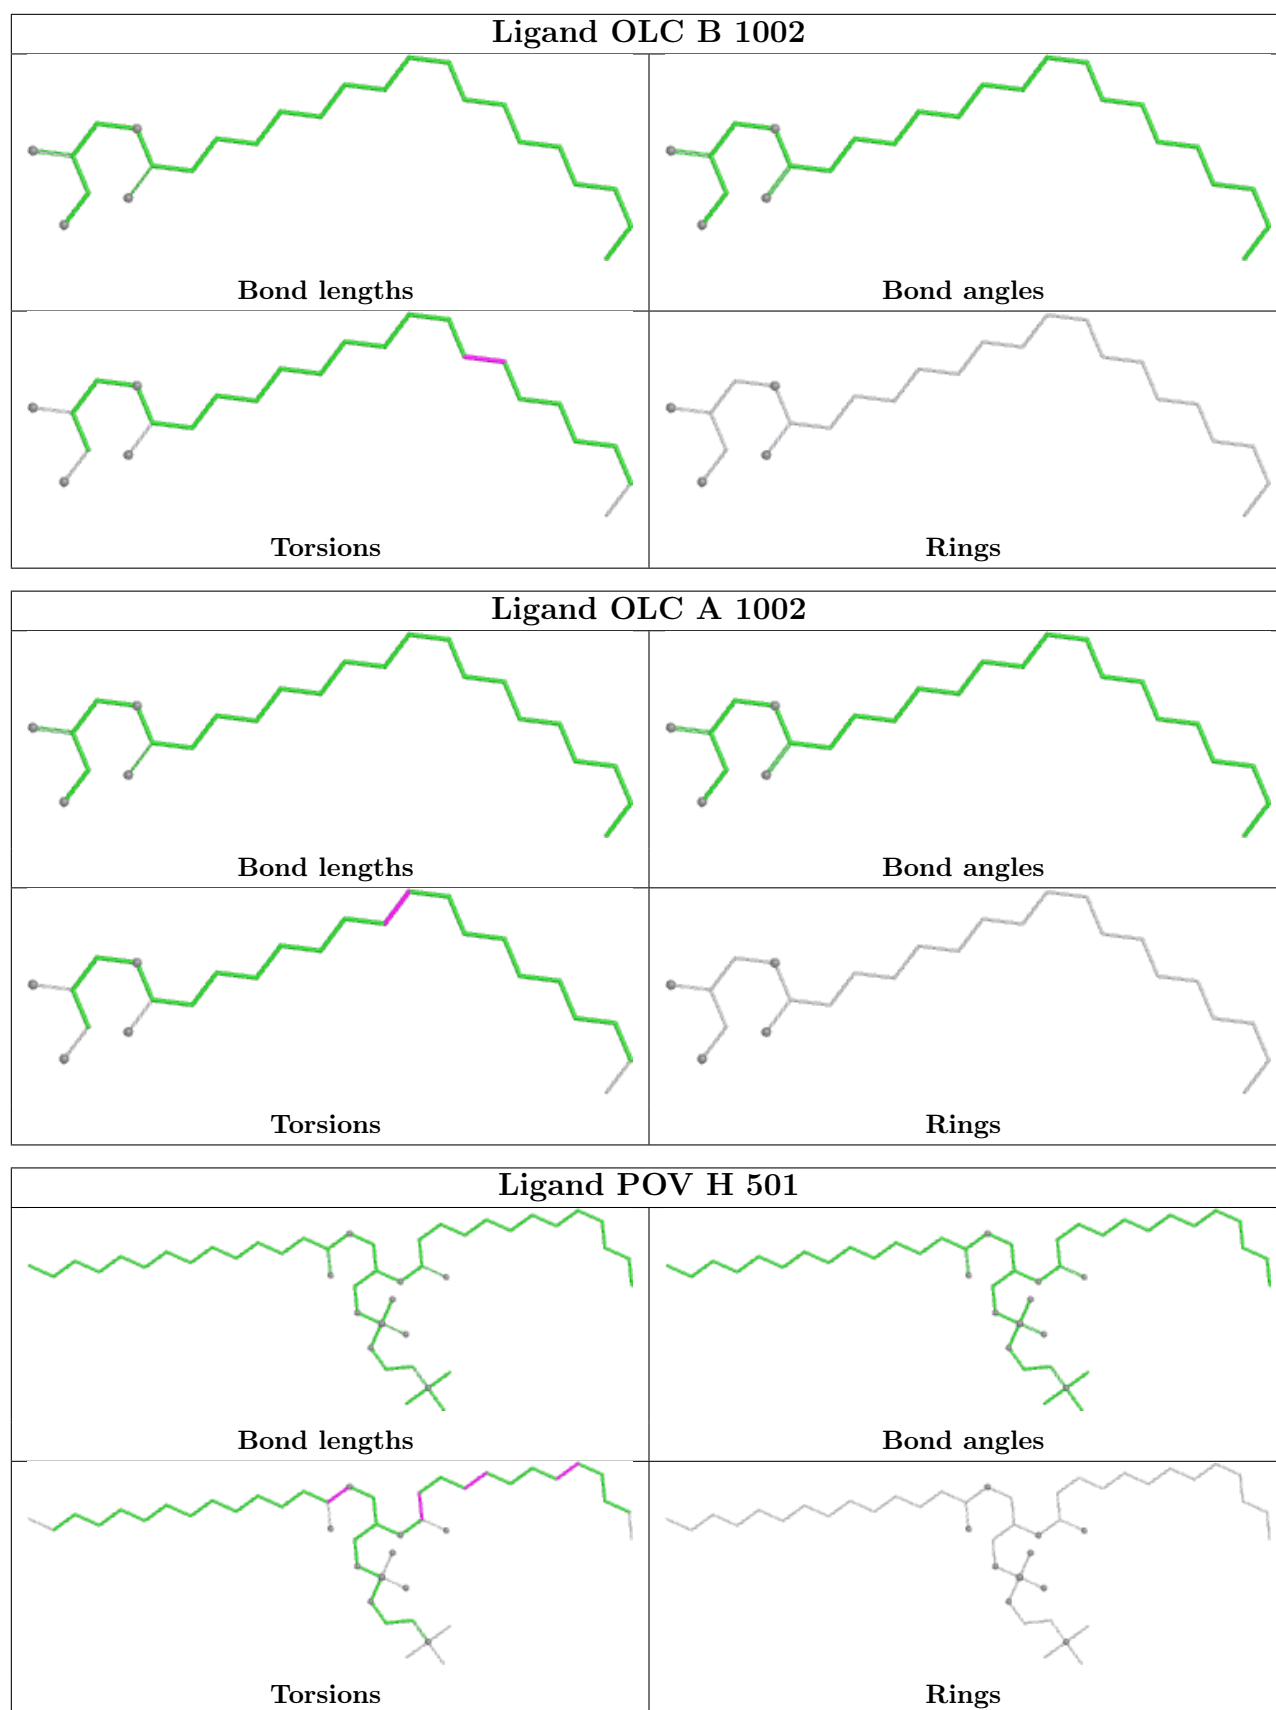 Ligand OLC B 1002
Bond lengths
Bond angles
Torsions
Rings
Ligand OLC A 1002
Bond lengths
Bond angles
Torsions
Rings
Ligand POV H 501
Bond lengths
Bond angles
Torsions
Rings